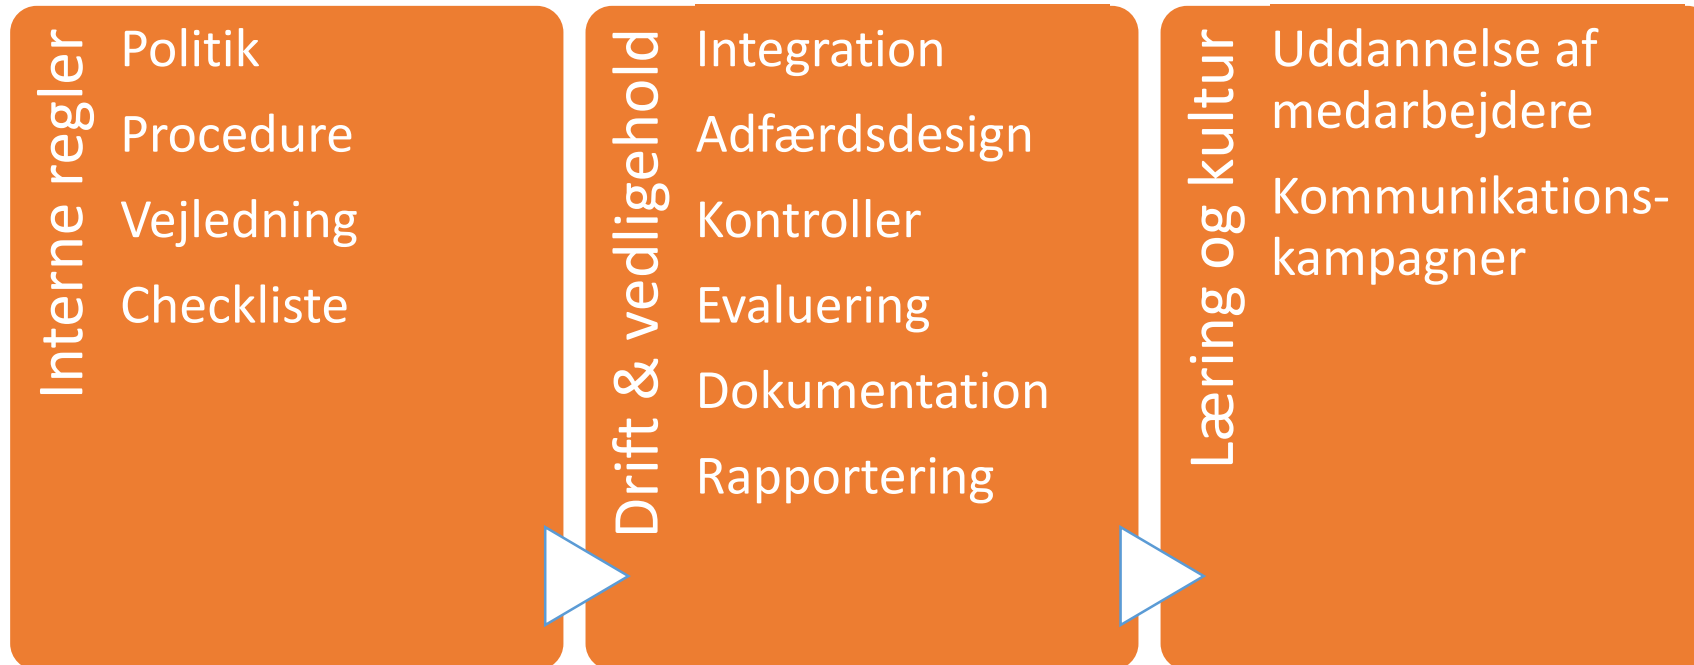 Interne regler
Politik
Procedure
Vejledning
Checkliste
Drift & vedligehold
Integration
Adfærdsdesign
Kontroller
Evaluering
Dokumentation
Rapportering
Læring og kultur
Uddannelse af
medarbejdere
Kommunikations-
kampagner